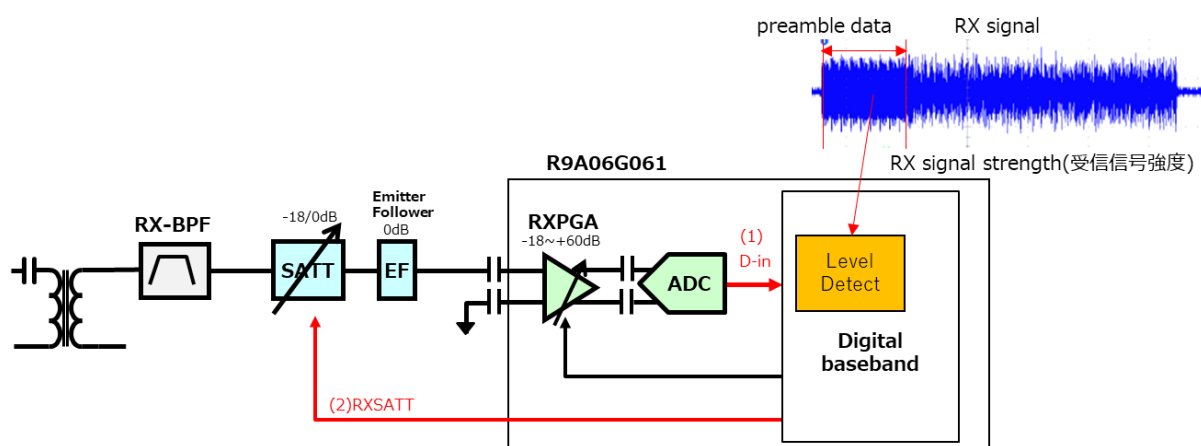 preamble data
RX signal
RX signal strength(受信信号強度)
R9A06G061
Emitter
Follower
0dB
-18/0dB
RX-BPF
RXPGA
-18~+60dB
(1)
D-in
SATT
EF
ADC
Level
Detect
Digital
baseband
(2)RXSATT